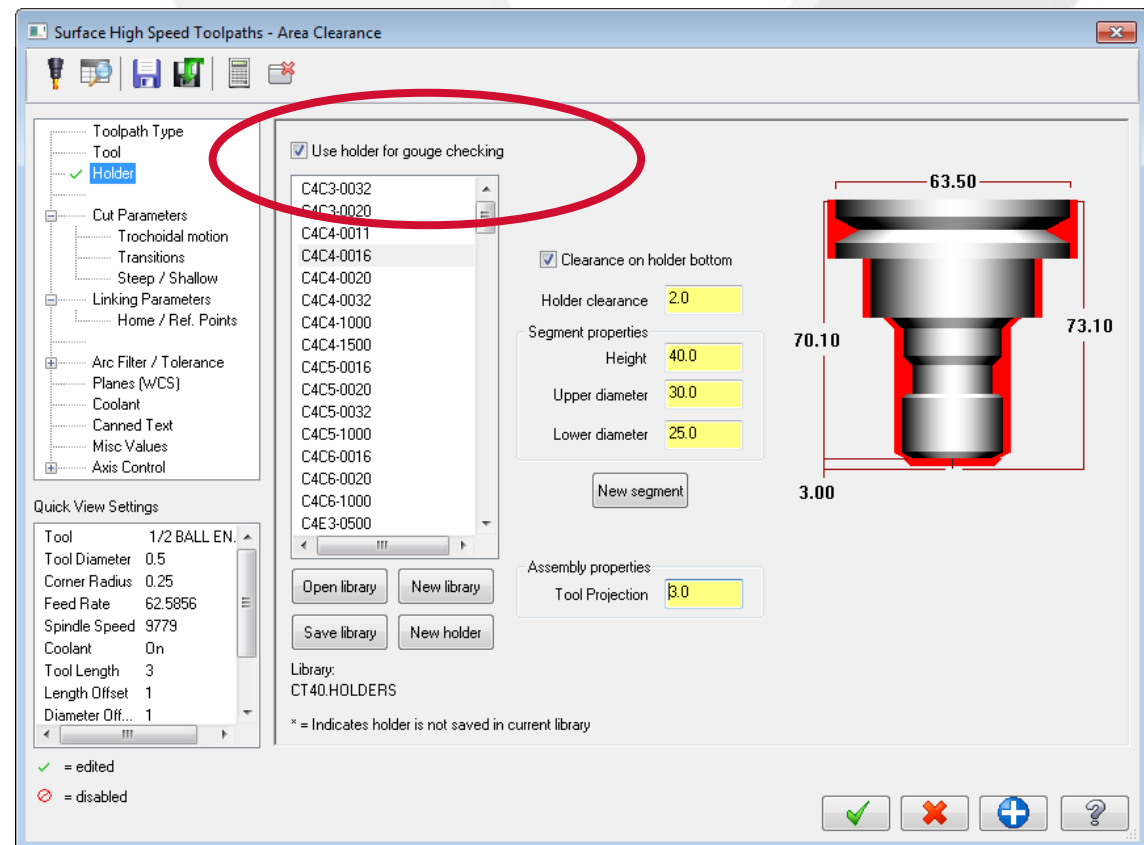 Surface High Speed Toolpaths - Area Clearance
Toolpath Type
Tool
Holder
Cut Parameters
Trochoidal motion
Transitions
Steep / Shallow
Linking Parameters
Home / Ref. Points
Arc Filter / Tolerance
Planes (WCS)
Coolant
Canned Text
Misc Values
Axis Control
Quick View Settings
Tool 1/2 BALL EN.
Tool Diameter 0.5
Corner Radius 0.25
Feed Rate 62.5856
Spindle Speed 9779
Coolant On
Tool Length 3
Length Offset 1
Diameter Off... 1
✓ = edited
= disabled
Use holder for gouge checking
C4C3-0032
C4C3-0020
C4C4-0011
C4C4-0016
C4C4-0020
C4C4-0032
C4C4-1000
C4C4-1500
C4C5-0016
C4C5-0020
C4C5-0032
C4C5-1000
C4C6-0016
C4C6-0020
C4C6-1000
C4E3-0500
Open library New library
Save library New holder
Library:
CT40.HOLDERS
* = Indicates holder is not saved in current library
Clearance on holder bottom
Holder clearance 2.0
Segment properties
Height 40.0
Upper diameter 30.0
Lower diameter 25.0
New segment
Assembly properties
Tool Projection 3.0
63.50
70.10
73.10
3.00